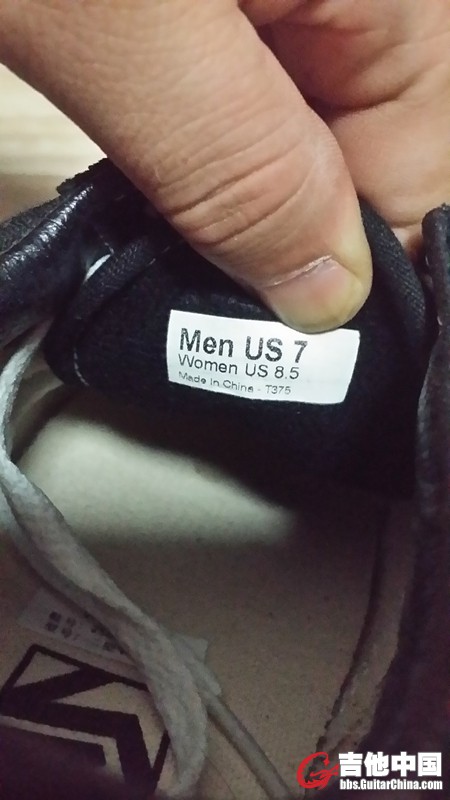 Men US 7
Women US 8.5
Made in China - T375
吉他中国
bbs.GuitarChina.com